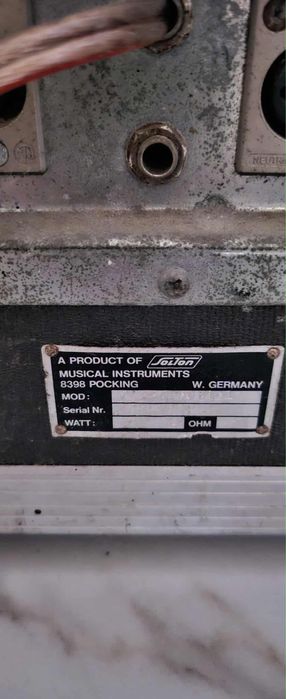 A PRODUCT OF SOLTON
MUSICAL INSTRUMENTS
8398 POCKING W. GERMANY
MOD:
Serial Nr.
WATT: OHM